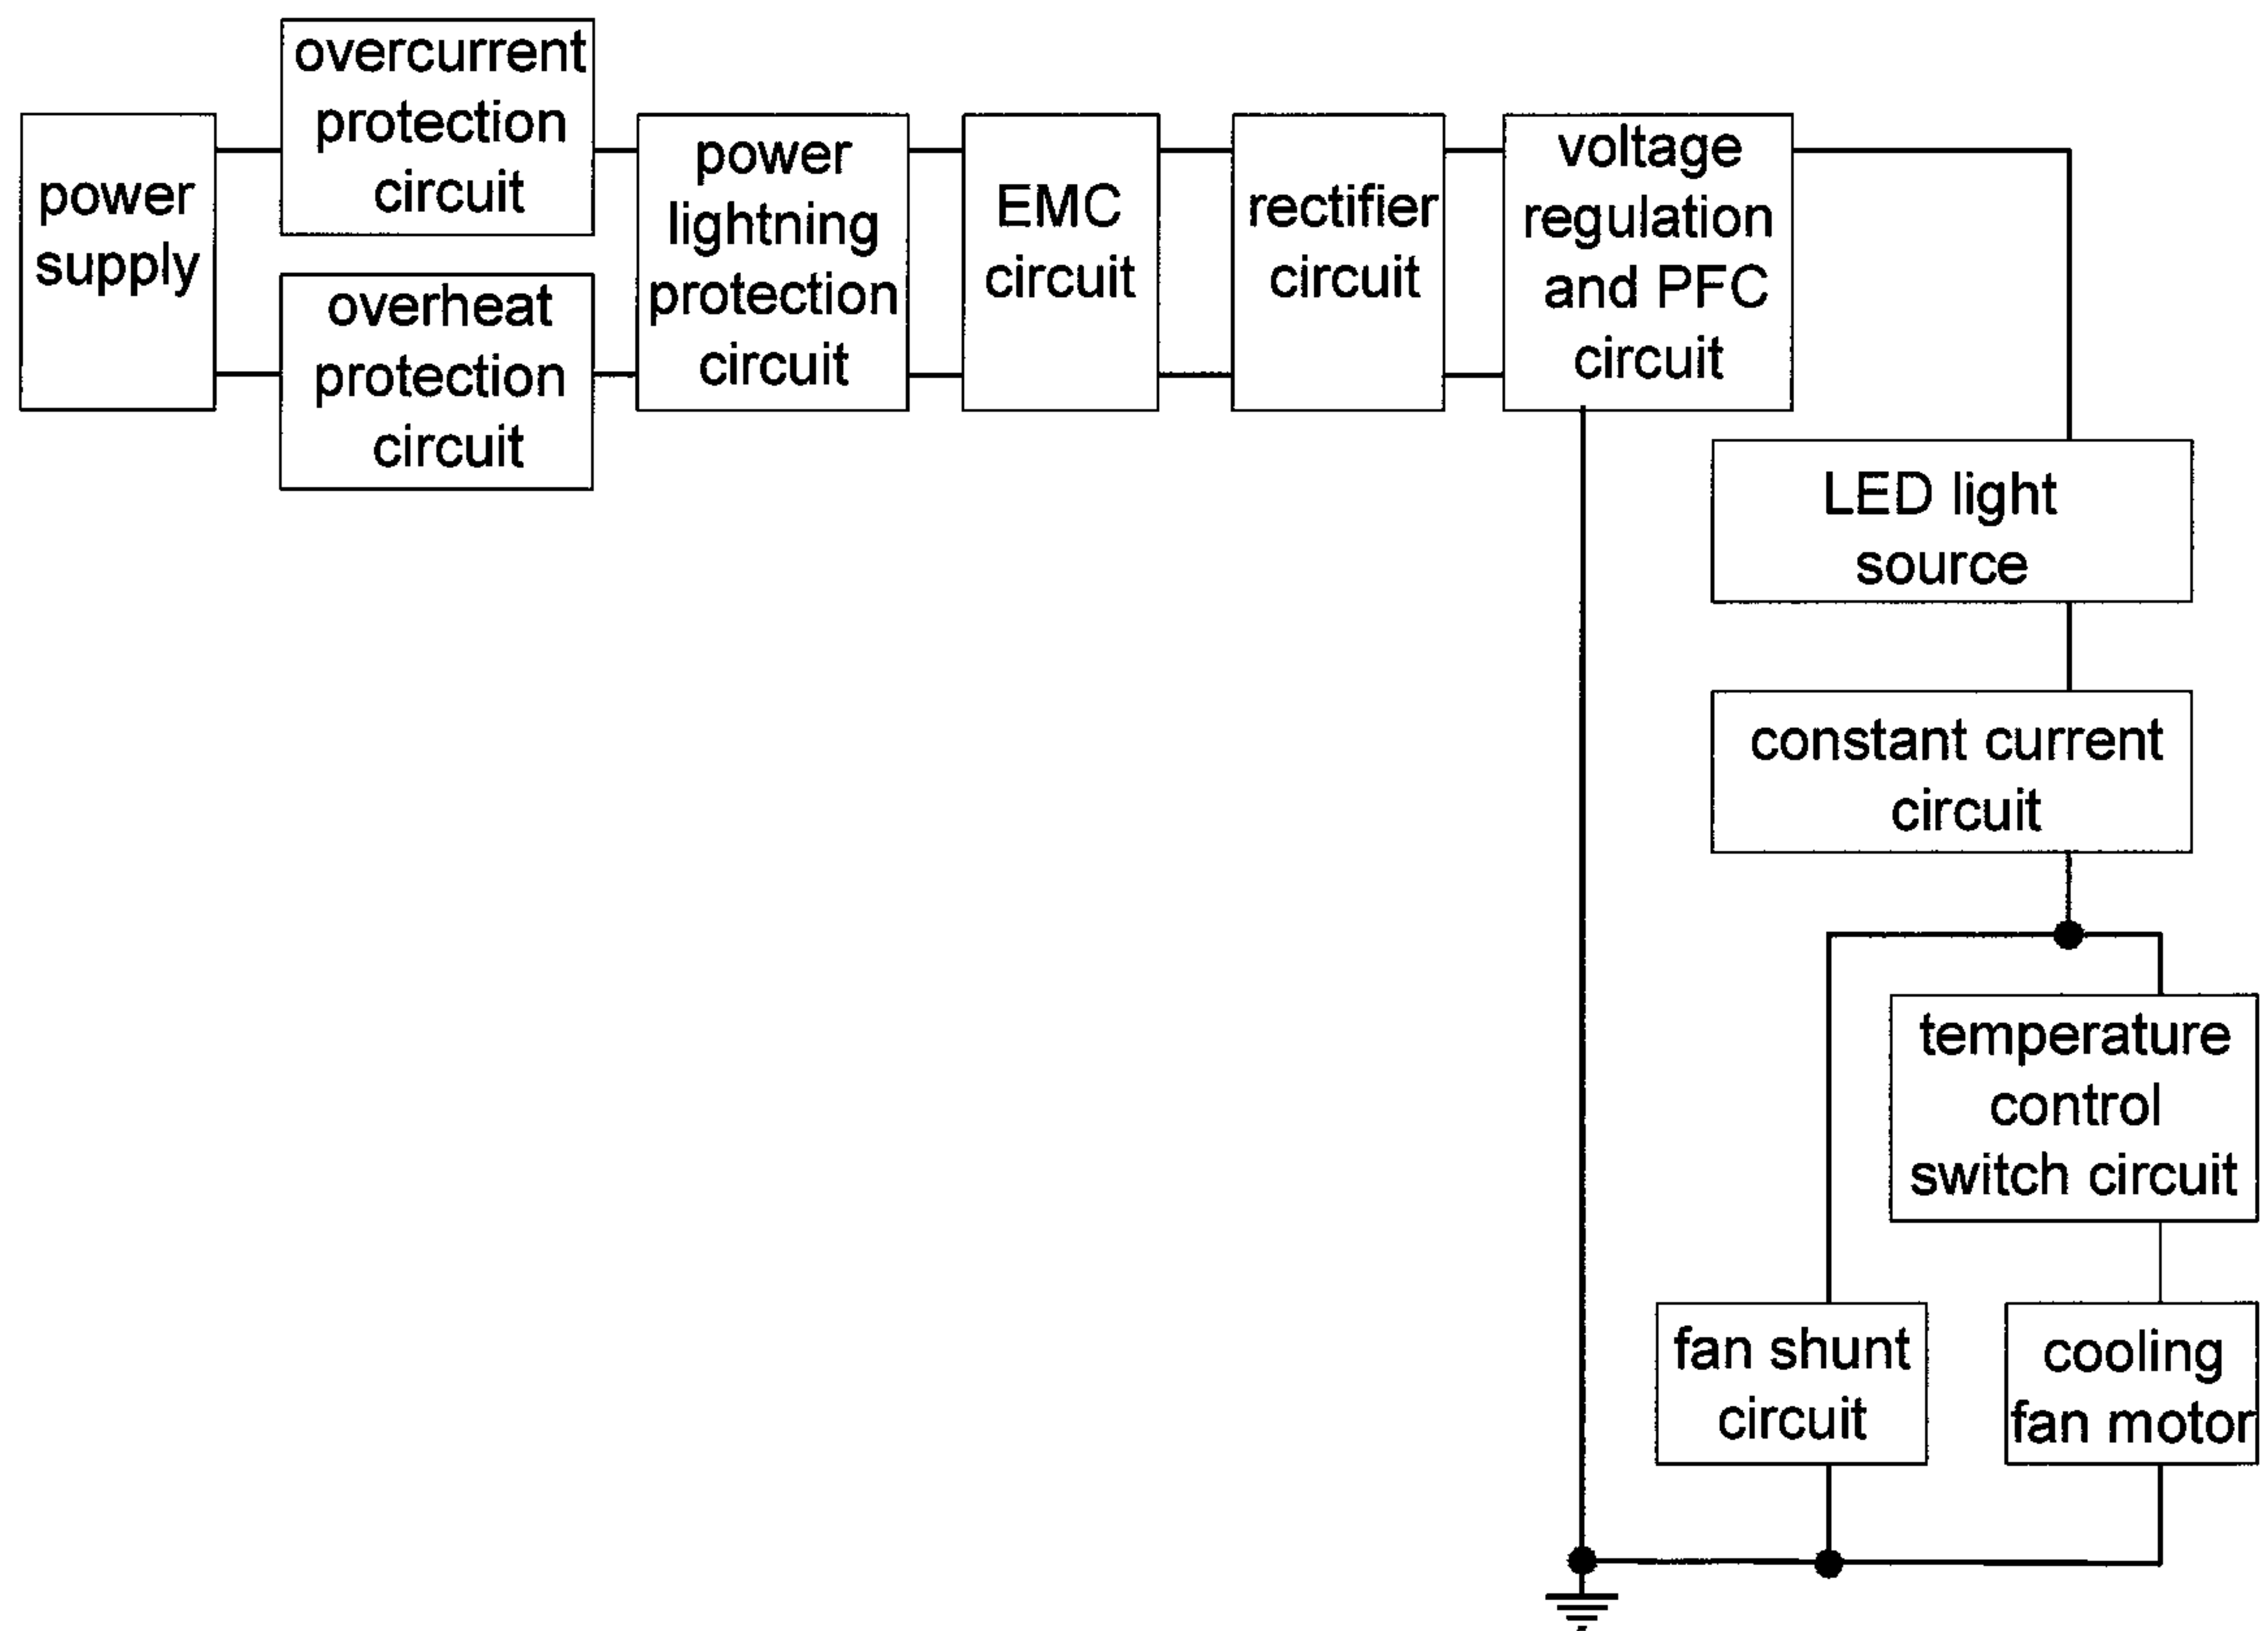 overcurrent
protection
circuit
power
supply
overheat
protection
circuit
power
lightning
protection
circuit
EMC
circuit
rectifier
circuit
voltage
regulation
and PFC
circuit
LED light
source
constant current
circuit
temperature
control
switch circuit
fan shunt
circuit
cooling
fan motor